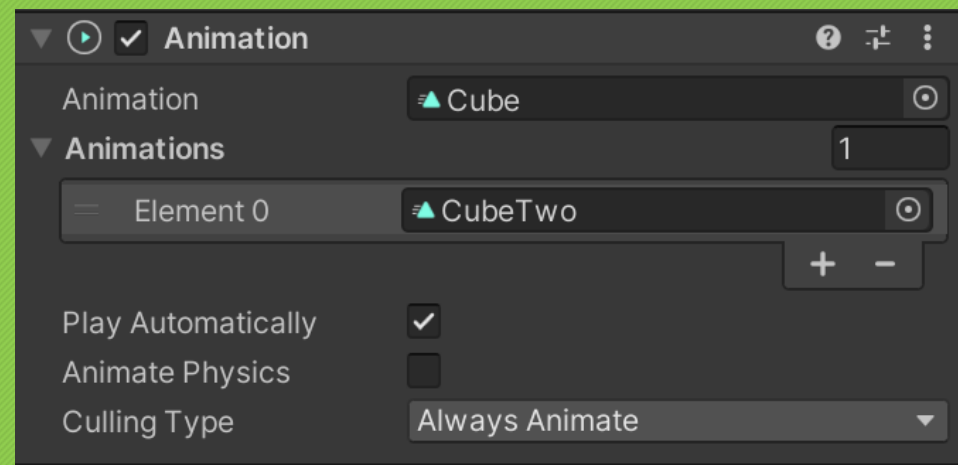 Animation
Animation Cube
Animations 1
Element 0 CubeTwo
Play Automatically
Animate Physics
Culling Type Always Animate